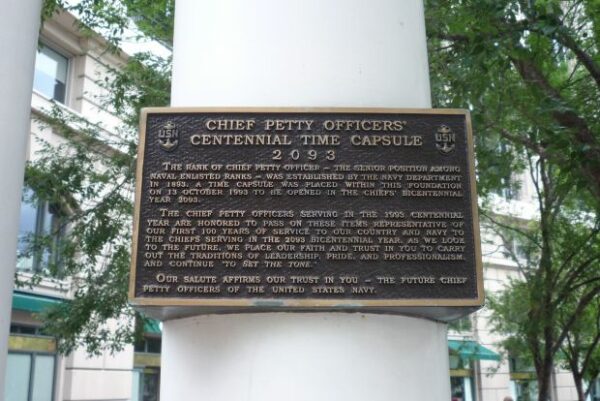 CHIEF PETTY OFFICERS'
CENTENNIAL TIME CAPSULE
2093
USN
USN
THE RANK OF CHIEF PETTY OFFICER – THE SENIOR POSITION AMONG
NAVAL ENLISTED RANKS – WAS ESTABLISHED BY THE NAVY DEPARTMENT
IN 1893. A TIME CAPSULE WAS PLACED WITHIN THIS FOUNDATION
ON 13 OCTOBER 1993 TO BE OPENED IN THE CHIEFS' BICENTENNIAL
YEAR 2093.
THE CHIEF PETTY OFFICERS SERVING IN THE 1993 CENTENNIAL
YEAR ARE HONORED TO PASS ON THESE ITEMS REPRESENTATIVE OF
OUR FIRST 100 YEARS OF SERVICE TO OUR COUNTRY AND NAVY TO
THE CHIEFS SERVING IN THE 2093 BICENTENNIAL YEAR. AS WE LOOK
TO THE FUTURE, WE PLACE OUR FAITH AND TRUST IN YOU TO CARRY
OUT THE TRADITIONS OF LEADERSHIP, PRIDE, AND PROFESSIONALISM,
AND CONTINUE "TO SET THE TONE."
OUR SALUTE AFFIRMS OUR TRUST IN YOU – THE FUTURE CHIEF
PETTY OFFICERS OF THE UNITED STATES NAVY.